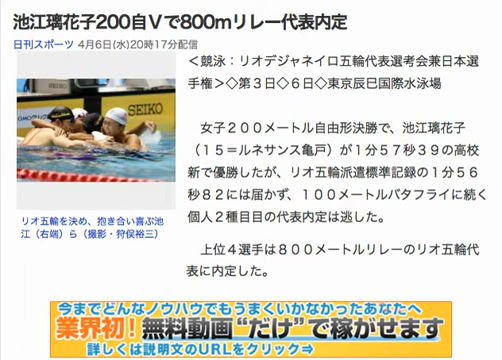 池江璃花子200自Ｖで800mリレー代表内定
日刊スポーツ 4月6日(水)20時17分配信
＜競泳：リオデジャネイロ五輪代表選考会兼日本選
手権＞◇第３日◇６日◇東京辰巳国際水泳場
女子２００メートル自由形決勝で、池江璃花子
（１５＝ルネサンス亀戸）が１分５７秒３９の高校
新で優勝したが、リオ五輪派遣標準記録の１分５６
秒８２には届かず、１００メートルバタフライに続く
個人２種目目の代表内定は逃した。
上位４選手は８００メートルリレーのリオ五輪代
表に内定した。
SEIKO
SEIKO
リオ五輪を決め、抱き合い喜ぶ池
江（右端）ら（撮影・狩俣裕三）
今までどんなノウハウでもうまくいかなかったあなたへ
業界初！無料動画“だけ”で稼がせます
詳しくは説明文のURLをクリック⇒